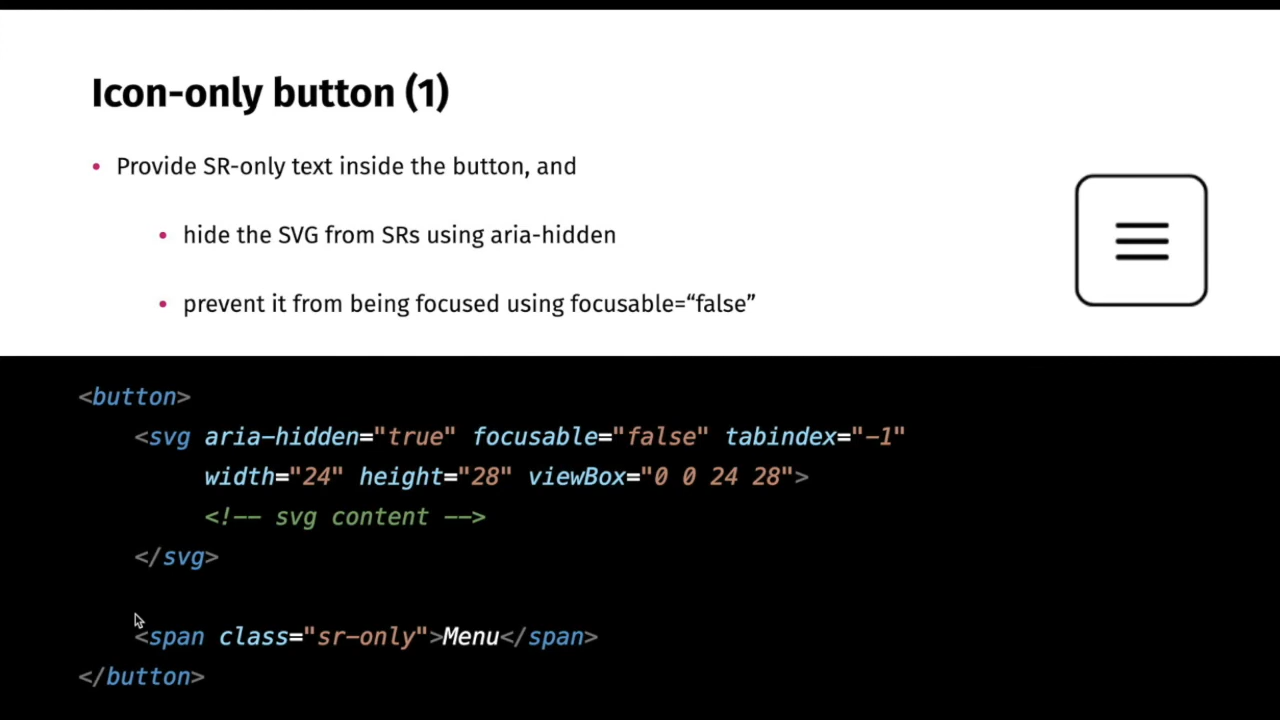 Icon-only button (1)
• Provide SR-only text inside the button, and
• hide the SVG from SRs using aria-hidden
• prevent it from being focused using focusable=“false”
<button>
<svg aria-hidden="true" focusable="false" tabindex="-1"
width="24" height="28" viewBox="0 0 24 28">
<!-- svg content -->
</svg>
<span class="sr-only">Menu</span>
</button>